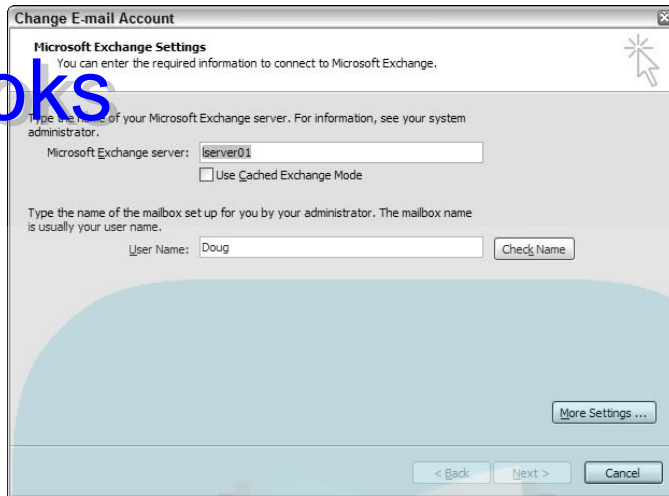 Change E-mail Account
Microsoft Exchange Settings
You can enter the required information to connect to Microsoft Exchange.
oks
Type the name of your Microsoft Exchange server. For information, see your system
administrator.
Microsoft Exchange server: lserver01
Use Cached Exchange Mode
Type the name of the mailbox set up for you by your administrator. The mailbox name
is usually your user name.
User Name: Doug Check Name
More Settings ...
< Back Next > Cancel